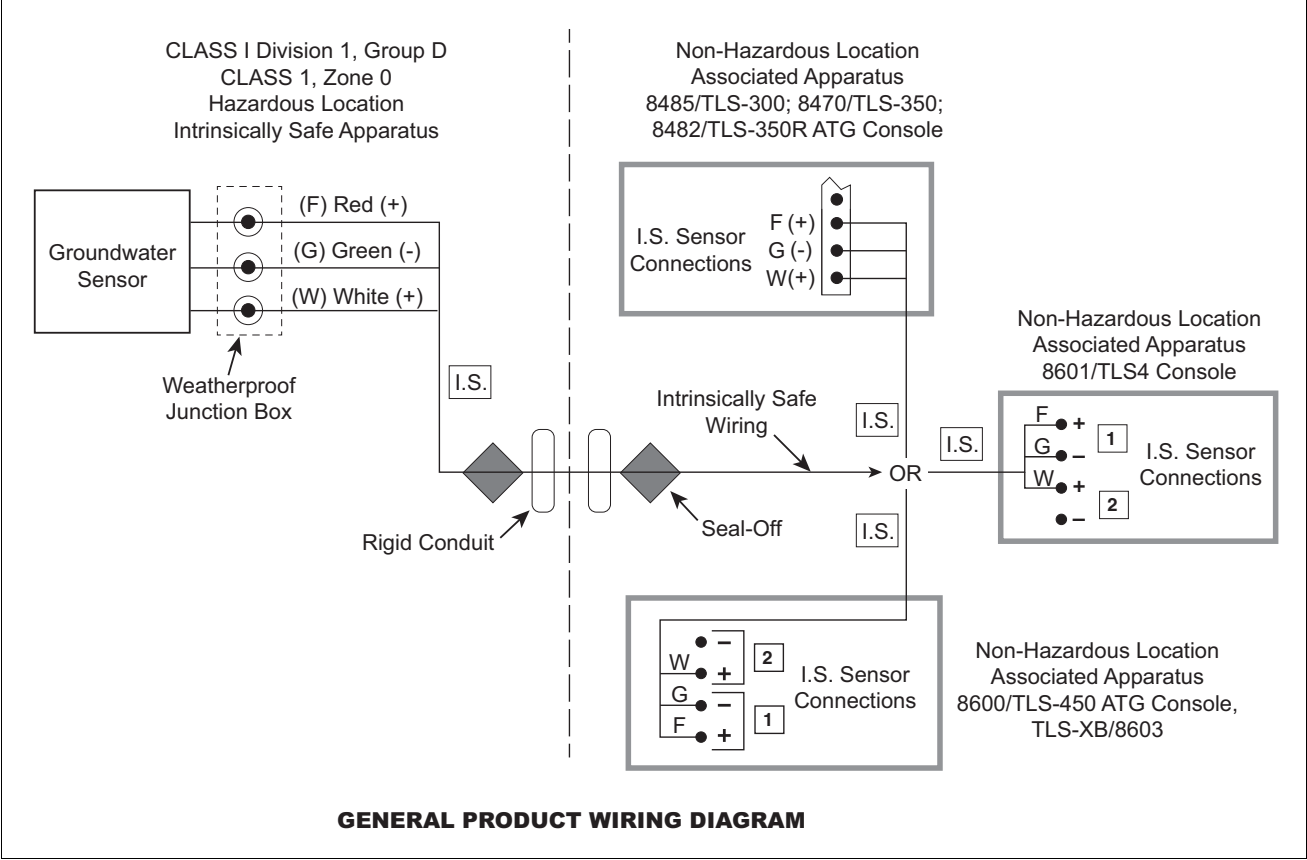 CLASS I Division 1, Group D
CLASS 1, Zone 0
Hazardous Location
Intrinsically Safe Apparatus
Non-Hazardous Location
Associated Apparatus
8485/TLS-300; 8470/TLS-350;
8482/TLS-350R ATG Console
Groundwater
Sensor
(F) Red (+)
(G) Green (-)
(W) White (+)
Weatherproof
Junction Box
I.S.
I.S. Sensor
Connections
F (+)
G (-)
W(+)
Non-Hazardous Location
Associated Apparatus
8601/TLS4 Console
Intrinsically Safe
Wiring
I.S.
I.S.
OR
F +
G –
W +
–
1
2
I.S. Sensor
Connections
Rigid Conduit
Seal-Off
I.S.
–
W +
G –
F +
2
1
I.S. Sensor
Connections
Non-Hazardous Location
Associated Apparatus
8600/TLS-450 ATG Console,
TLS-XB/8603
GENERAL PRODUCT WIRING DIAGRAM